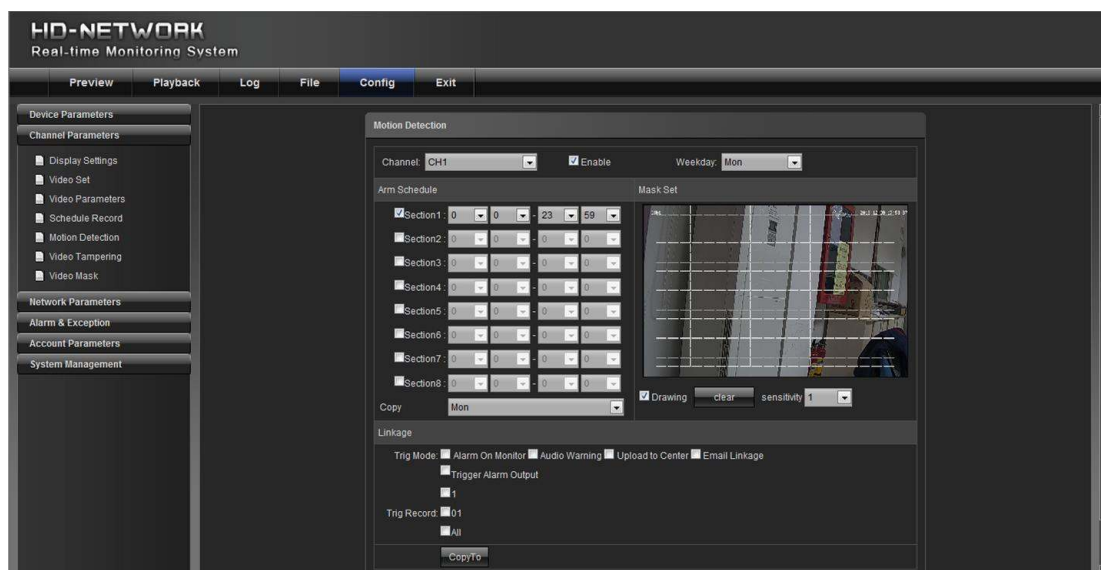 HD-NETWORK
Real-time Monitoring System
Preview Playback Log File Config Exit
Device Parameters
Channel Parameters
Display Settings
Video Set
Video Parameters
Schedule Record
Motion Detection
Video Tampering
Video Mask
Network Parameters
Alarm & Exception
Account Parameters
System Management
Motion Detection
Channel: CH1 Enable Weekday: Mon
Arm Schedule
Section1: 0 0 - 23 59
Section2: 0 0 - 0 0
Section3: 0 0 - 0 0
Section4: 0 0 - 0 0
Section5: 0 0 - 0 0
Section6: 0 0 - 0 0
Section7: 0 0 - 0 0
Section8: 0 0 - 0 0
Copy Mon
Mask Set
Drawing clear sensitivity 1
Linkage
Trig Mode: Alarm On Monitor Audio Warning Upload to Center Email Linkage
Trigger Alarm Output
1
Trig Record: 01
All
CopyTo